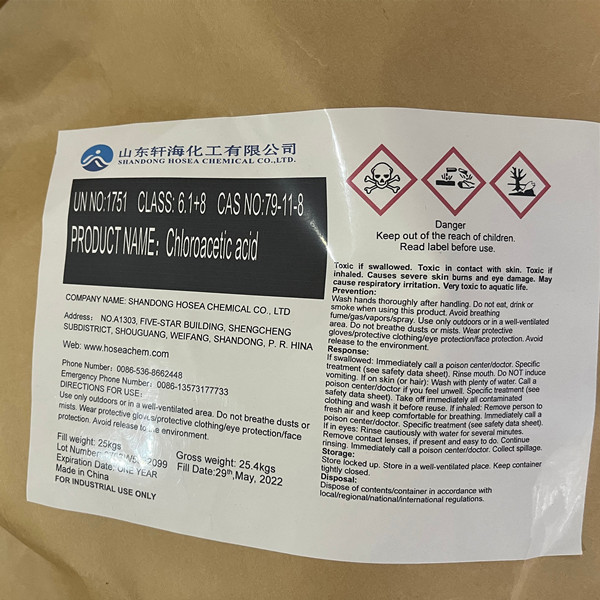 山东轩海化工有限公司
SHANDONG HOSEA CHEMICAL CO.,LTD.
UN NO:1751 CLASS: 6.1+8 CAS NO:79-11-8
PRODUCT NAME: Chloroacetic acid
COMPANY NAME: SHANDONG HOSEA CHEMICAL CO., LTD
Address: NO.A1303, FIVE-STAR BUILDING, SHENGCHENG
SUBDISTRICT, SHOUGUANG, WEIFANG, SHANDONG, P. R. HINA
Web: www.hoseachem.com
Phone Number: 0086-536-8662448
Emergency Phone Number: 0086-13573177733
DIRECTIONS FOR USE:
Use only outdoors or in a well-ventilated area. Do not breathe dusts or
mists. Wear protective gloves/protective clothing/eye protection/face
protection. Avoid release to the environment.
Fill weight: 25kgs
Gross weight: 25.4kgs
Lot Number: 2099
Fill Date:29th,May, 2022
Expiration Date: ONE YEAR
Made in China
FOR INDUSTRIAL USE ONLY
Danger
Keep out of the reach of children.
Read label before use.
Toxic if swallowed. Toxic in contact with skin. Toxic if
inhaled. Causes severe skin burns and eye damage. May
cause respiratory irritation. Very toxic to aquatic life.
Prevention:
Wash hands thoroughly after handling. Do not eat, drink or
smoke when using this product. Avoid breathing
fume/gas/vapors/spray. Use only outdoors or in a well-ventilated
area. Do not breathe dusts or mists. Wear protective
gloves/protective clothing/eye protection/face protection. Avoid
release to the environment.
Response:
If swallowed: Immediately call a poison center/doctor. Specific
treatment (see safety data sheet). Rinse mouth. Do NOT induce
vomiting. If on skin (or hair): Wash with plenty of water. Call a
poison center/doctor if you feel unwell. Specific treatment (see
safety data sheet). Take off immediately all contaminated
clothing and wash it before reuse. If inhaled: Remove person to
fresh air and keep comfortable for breathing. Immediately call a
poison center/doctor. Specific treatment (see safety data sheet).
If in eyes: Rinse cautiously with water for several minutes.
Remove contact lenses, if present and easy to do. Continue
rinsing. Immediately call a poison center/doctor. Collect spillage.
Storage:
Store locked up. Store in a well-ventilated place. Keep container
tightly closed.
Disposal:
Dispose of contents/container in accordance with
local/regional/national/international regulations.